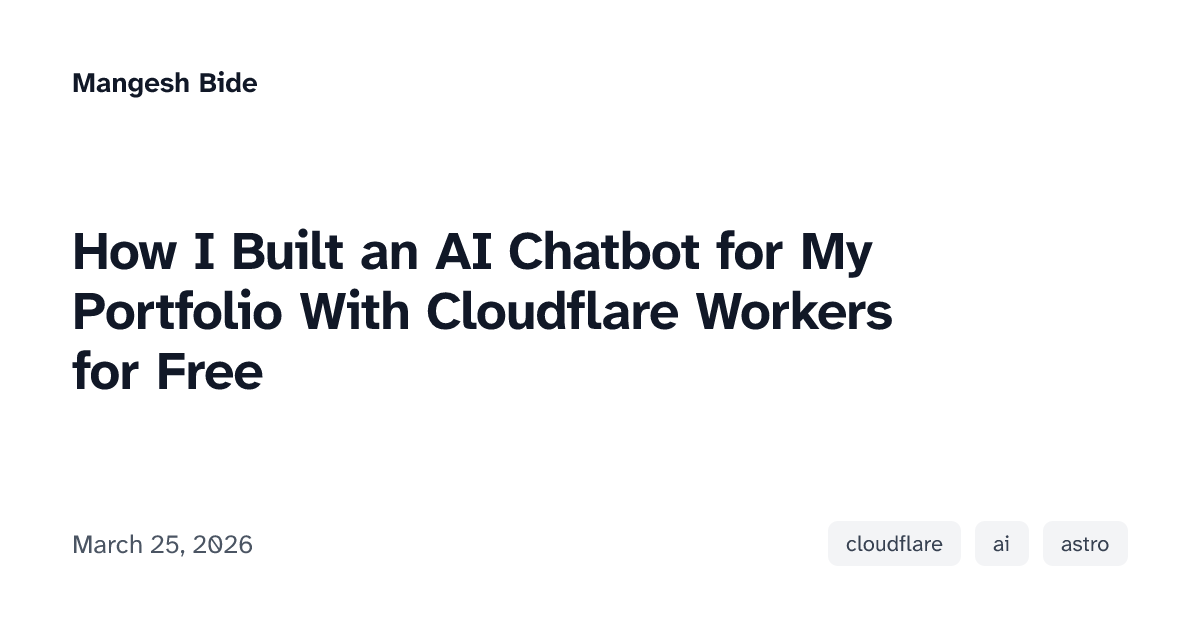 Mangesh Bide
How I Built an AI Chatbot for My
Portfolio With Cloudflare Workers
for Free
March 25, 2026
cloudflare
ai
astro